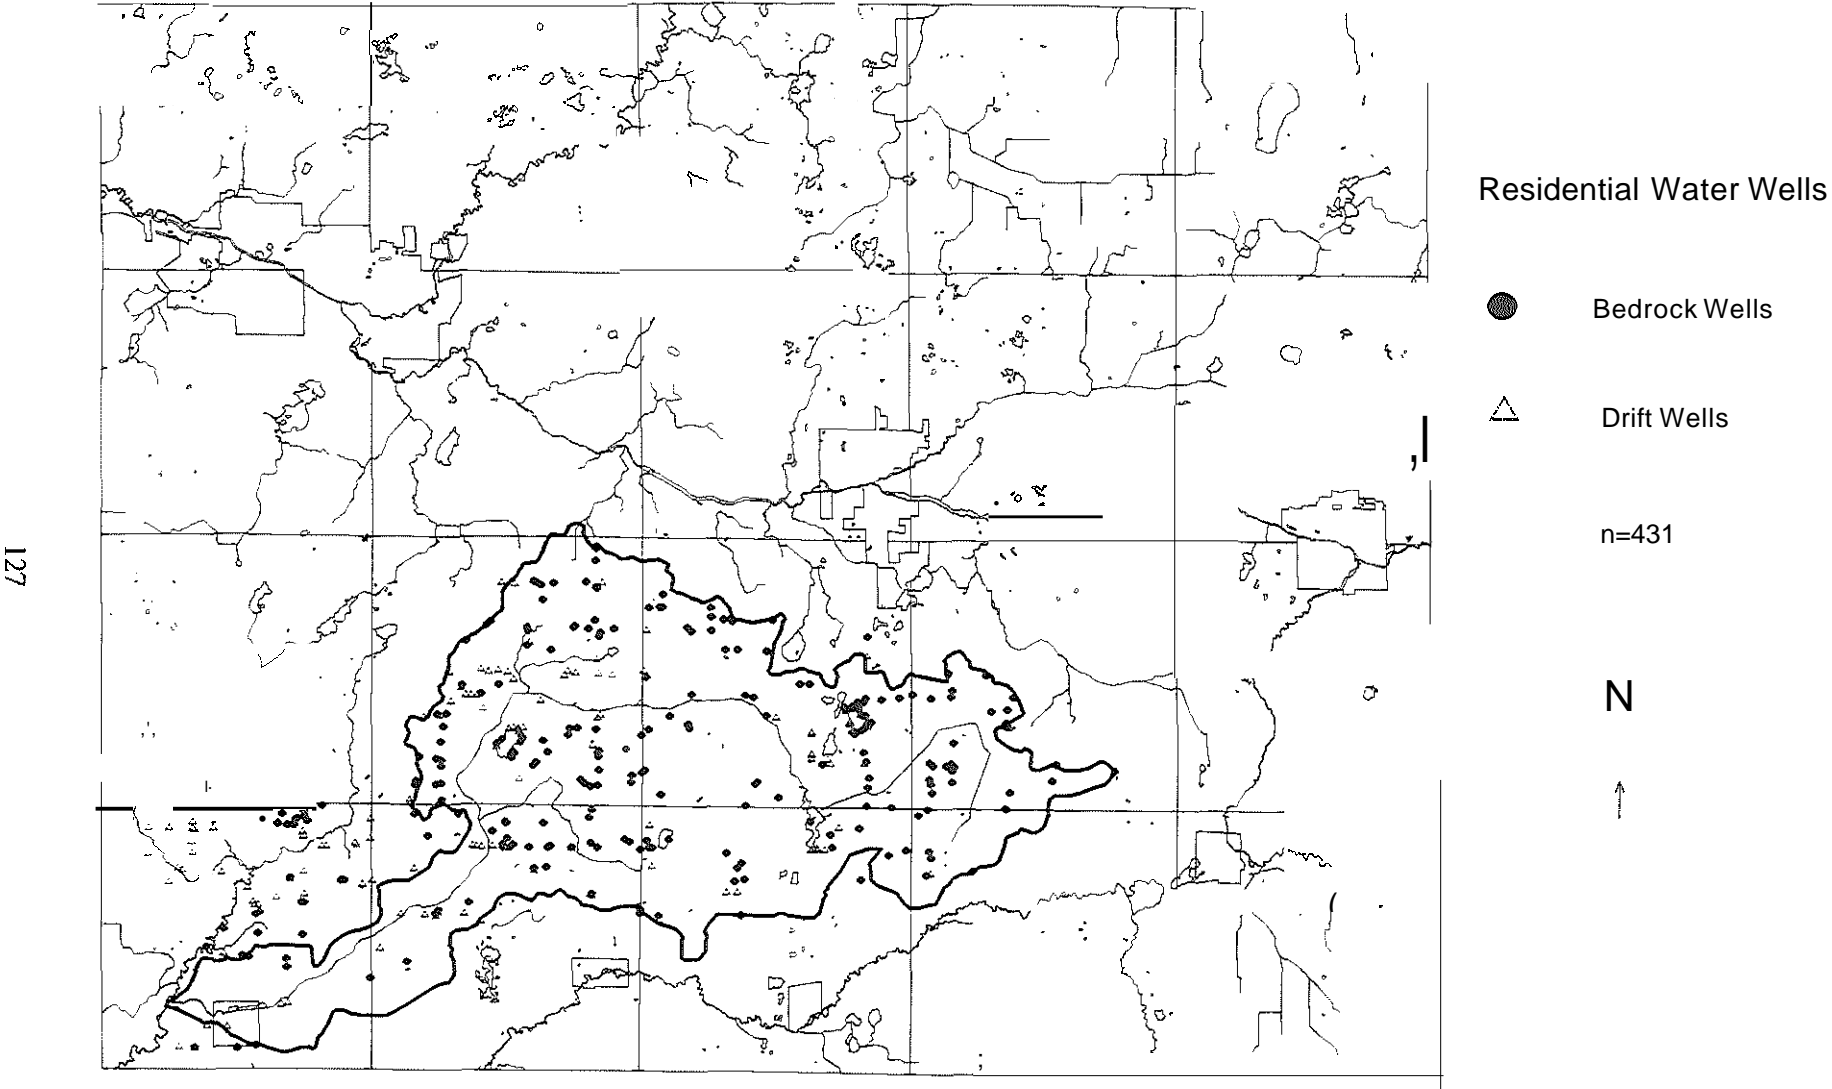 Residential Water Wells
Bedrock Wells
Drift Wells
n=431
N
127